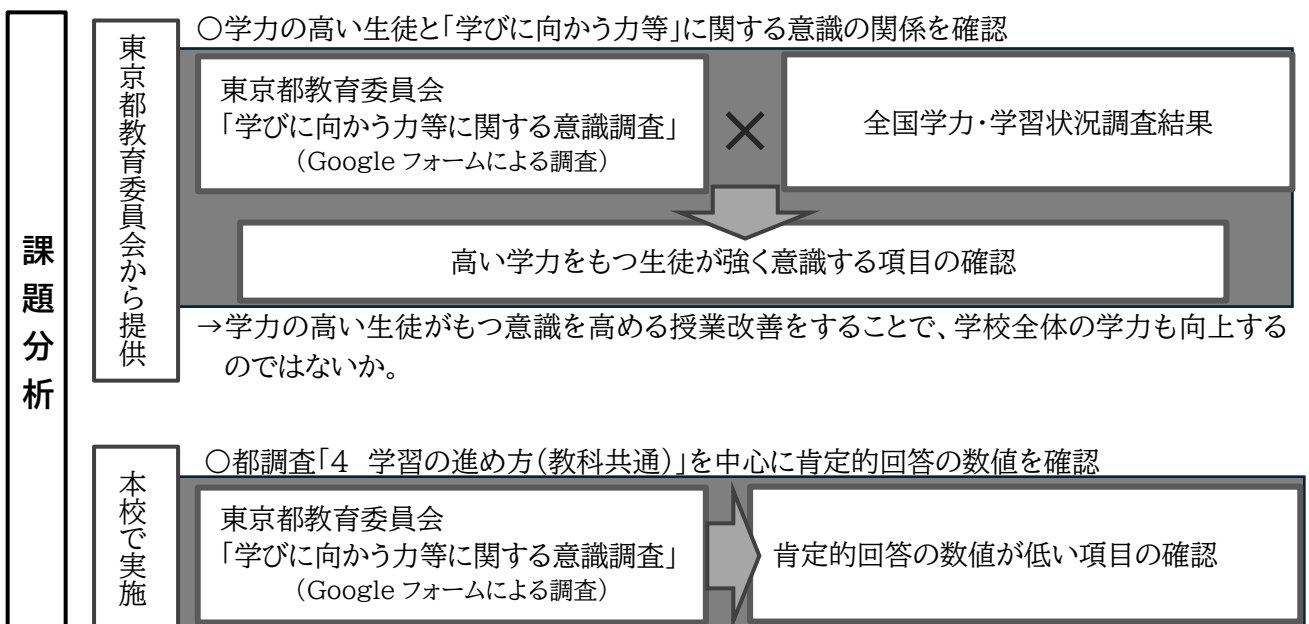 課題分析
東京都教育委員会から提供
○学力の高い生徒と「学びに向かう力等」に関する意識の関係を確認
東京都教育委員会
「学びに向かう力等に関する意識調査」
（Google フォームによる調査）
×
全国学力・学習状況調査結果
高い学力をもつ生徒が強く意識する項目の確認
→学力の高い生徒がもつ意識を高める授業改善をすることで、学校全体の学力も向上する
のではないか。
本校で実施
○都調査「4　学習の進め方（教科共通）」を中心に肯定的回答の数値を確認
東京都教育委員会
「学びに向かう力等に関する意識調査」
（Google フォームによる調査）
肯定的回答の数値が低い項目の確認